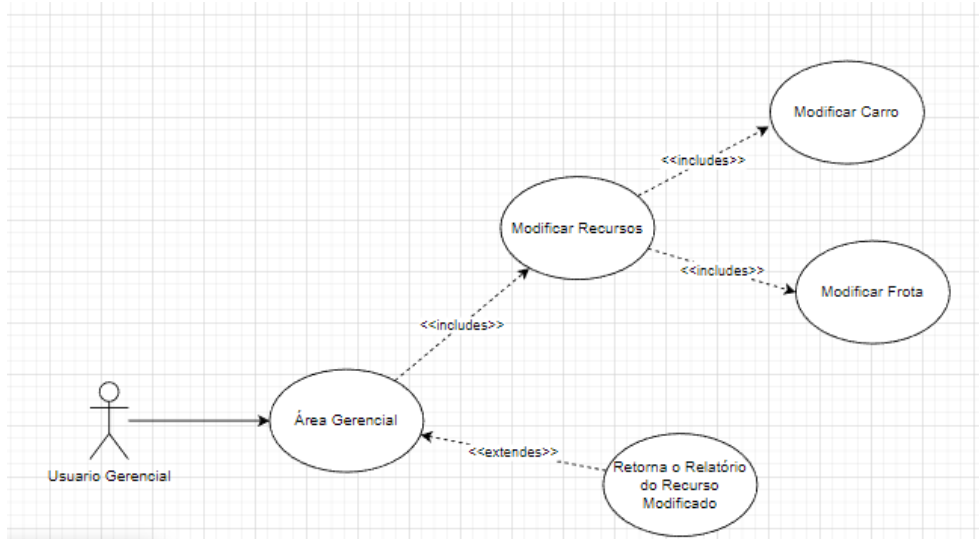 Modificar Carro
<<includes>>
Modificar Recursos
<<includes>>
Modificar Frota
<<includes>>
Área Gerencial
<<extendes>>
Retorna o Relatório
do Recurso
Modificado
Usuario Gerencial